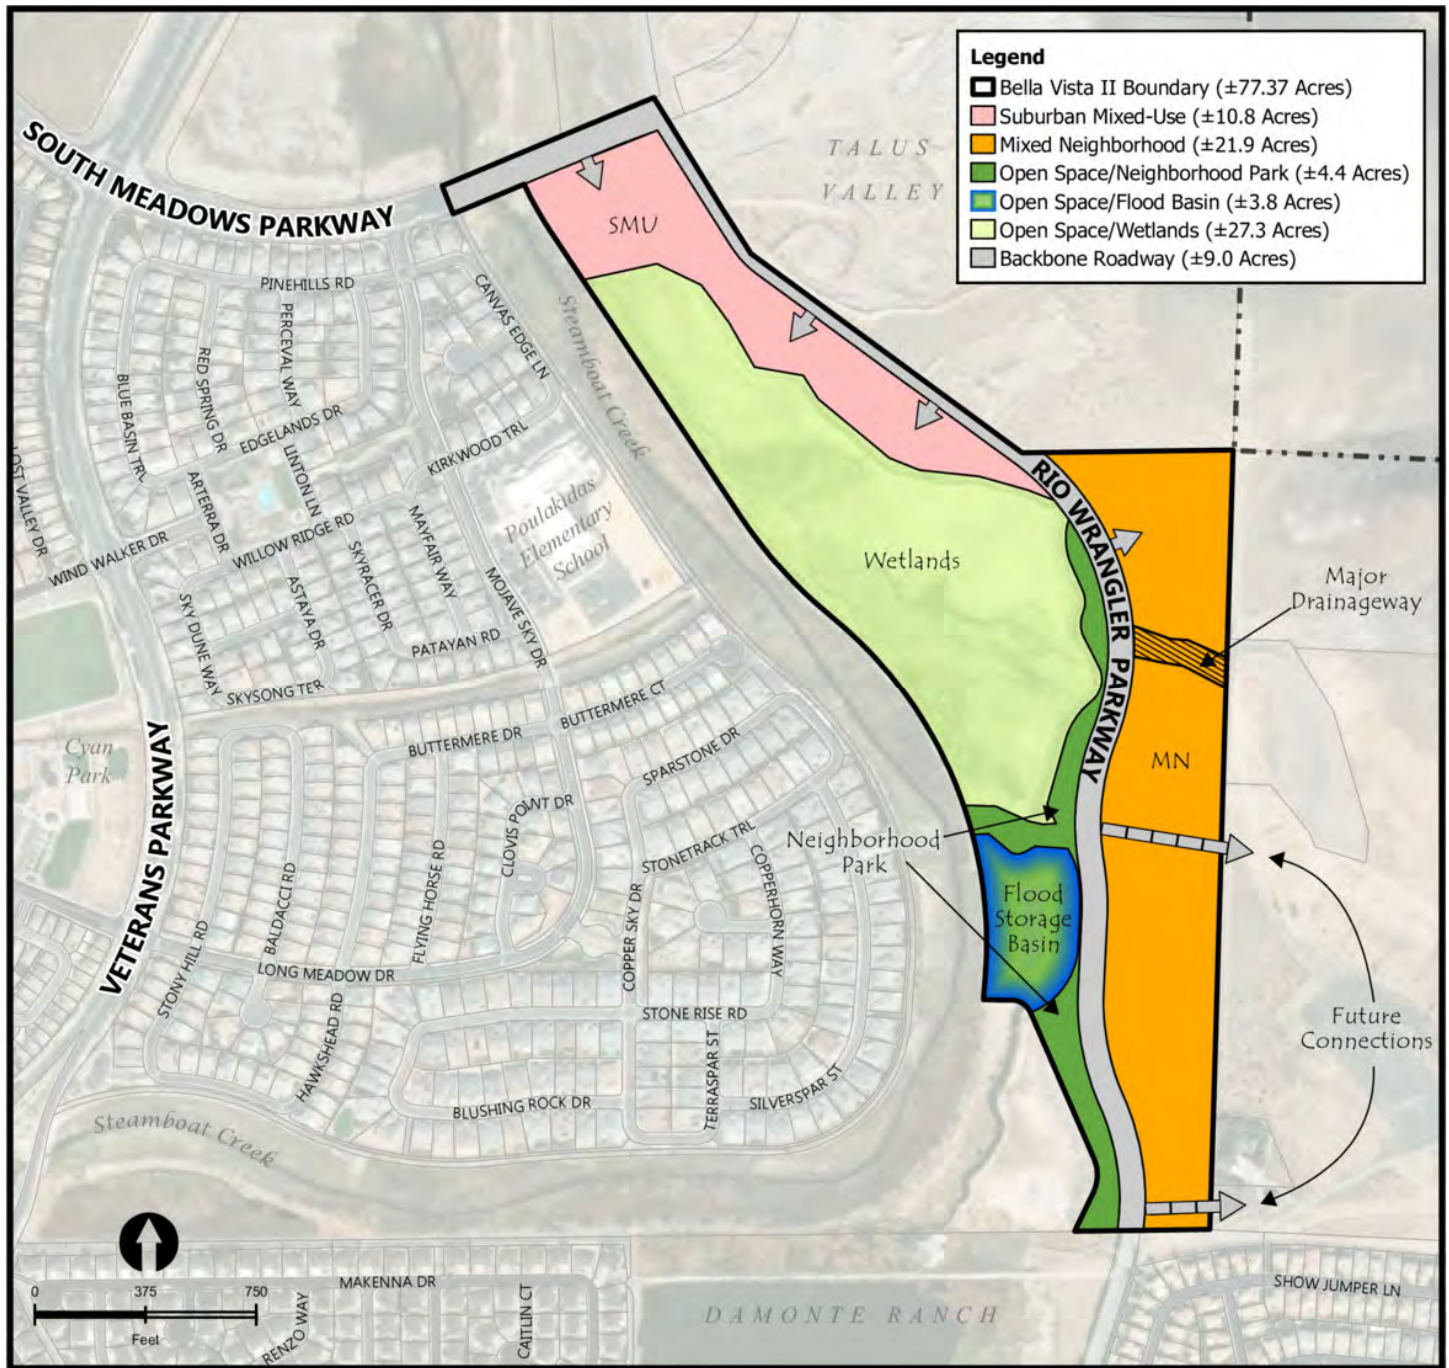 Legend
Bella Vista II Boundary (±77.37 Acres)
Suburban Mixed-Use (±10.8 Acres)
Mixed Neighborhood (±21.9 Acres)
Open Space/Neighborhood Park (±4.4 Acres)
Open Space/Flood Basin (±3.8 Acres)
Open Space/Wetlands (±27.3 Acres)
Backbone Roadway (±9.0 Acres)
TALUS
VALLEY
SOUTH MEADOWS PARKWAY
SMU
PINEHILLS RD
CANVAS EDGE LN
PERCEVAL WAY
RED SPRING DR
BLUE BASIN TRL
EDGELANDS DR
Steamboat Creek
KIRKWOOD TRL
LINTON LN
OST VALLEY DR
ARTERRA DR
WILLOW RIDGE RD
MAYFAIR WAY
Poulakidas
Elementary
School
RIO WRANGLER PARKWAY
WIND WALKER DR
SKYRACER DR
Wetlands
Major
Drainageway
ASTAYA DR
SKY DUNE WAY
MOJAVE SKY DR
PATAYAN RD
SKYSONG TER
BUTTERMERE CT
BUTTERMERE DR
Cyan
Park
SPARSTONE DR
MN
VETERANS PARKWAY
CLOVIS POINT DR
Neighborhood
Park
STONETRACK TRL
COPPERHORN WAY
FLYING HORSE RD
BALDACCI RD
COPPER SKY DR
Flood
Storage
Basin
STONY HILL RD
LONG MEADOW DR
STONE RISE RD
Future
Connections
HAWKSHEAD RD
TERRASPAR ST
SILVERSPAR ST
BLUSHING ROCK DR
Steamboat Creek
0 375 750
Feet
MAKENNA DR
RENZO WAY
CAITLIN CT
DAMONTE RANCH
SHOW JUMPER LN